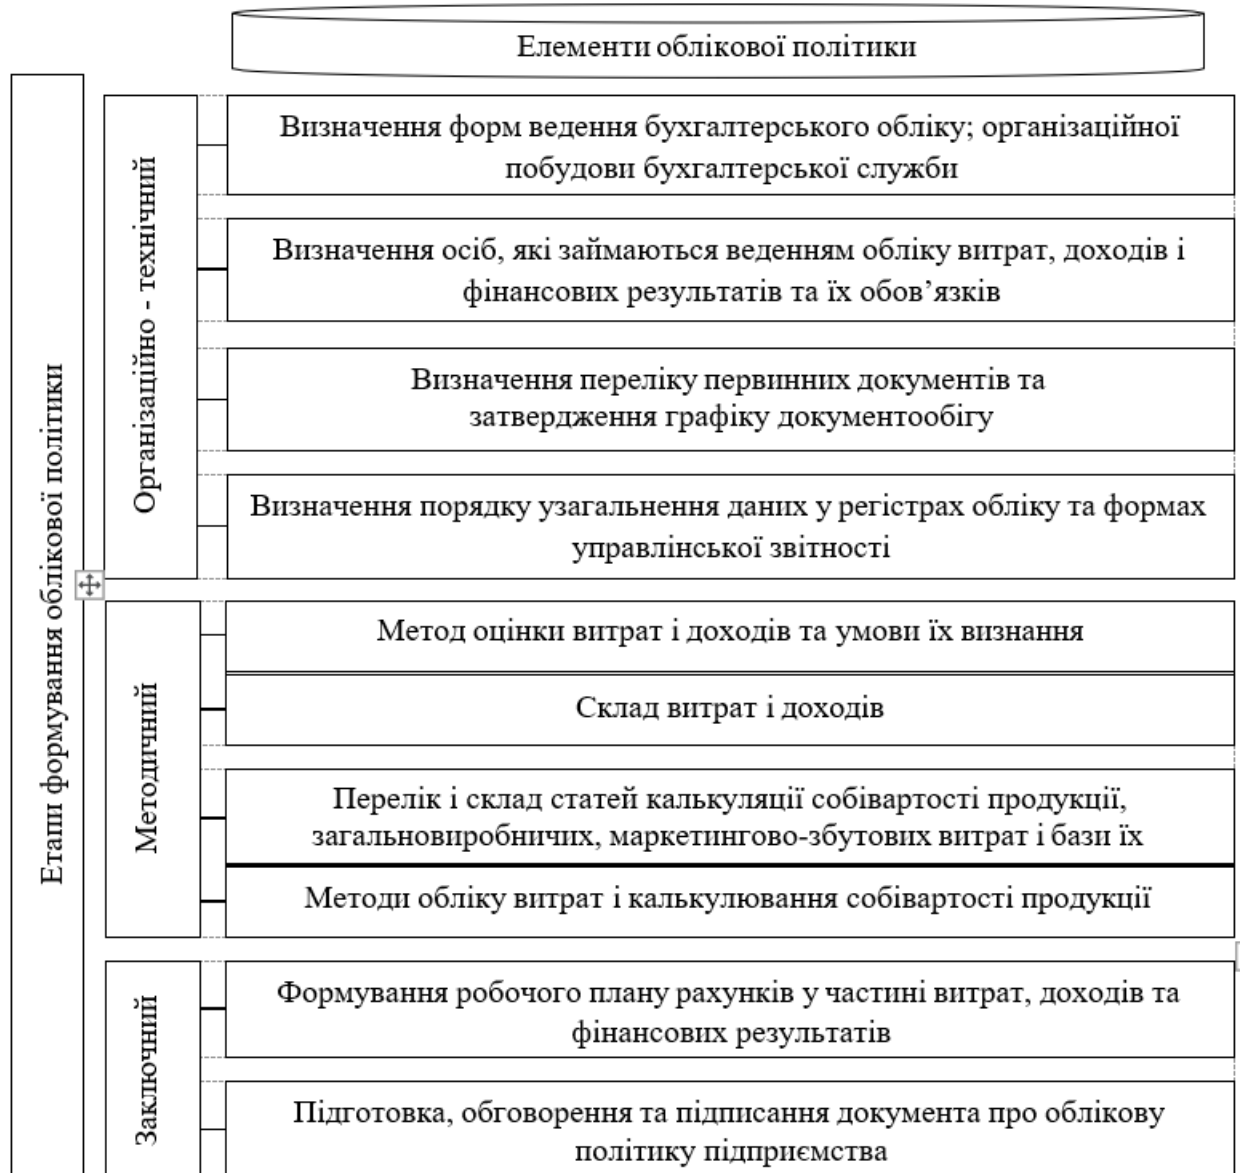 Елементи облікової політики
Етапи формування облікової політики
Організаційно - технічний
Визначення форм ведення бухгалтерського обліку; організаційної
побудови бухгалтерської служби
Визначення осіб, які займаються веденням обліку витрат, доходів і
фінансових результатів та їх обов’язків
Визначення переліку первинних документів та
затвердження графіку документообігу
Визначення порядку узагальнення даних у регістрах обліку та формах
управлінської звітності
Методичний
Метод оцінки витрат і доходів та умови їх визнання
Склад витрат і доходів
Перелік і склад статей калькуляції собівартості продукції,
загальновиробничих, маркетингово-збутових витрат і бази їх
Методи обліку витрат і калькулювання собівартості продукції
Заключний
Формування робочого плану рахунків у частині витрат, доходів та
фінансових результатів
Підготовка, обговорення та підписання документа про облікову
політику підприємства